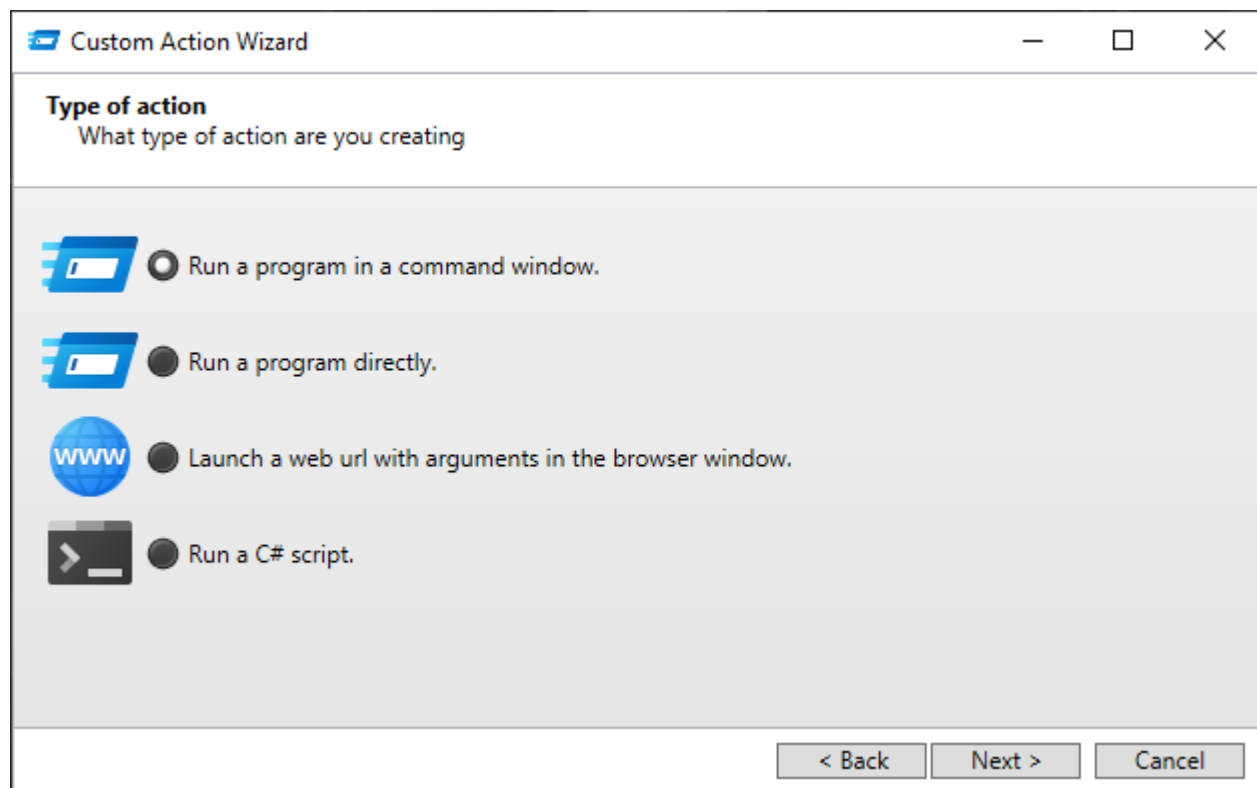 Custom Action Wizard
Type of action
What type of action are you creating
Run a program in a command window.
Run a program directly.
www Launch a web url with arguments in the browser window.
Run a C# script.
< Back Next > Cancel